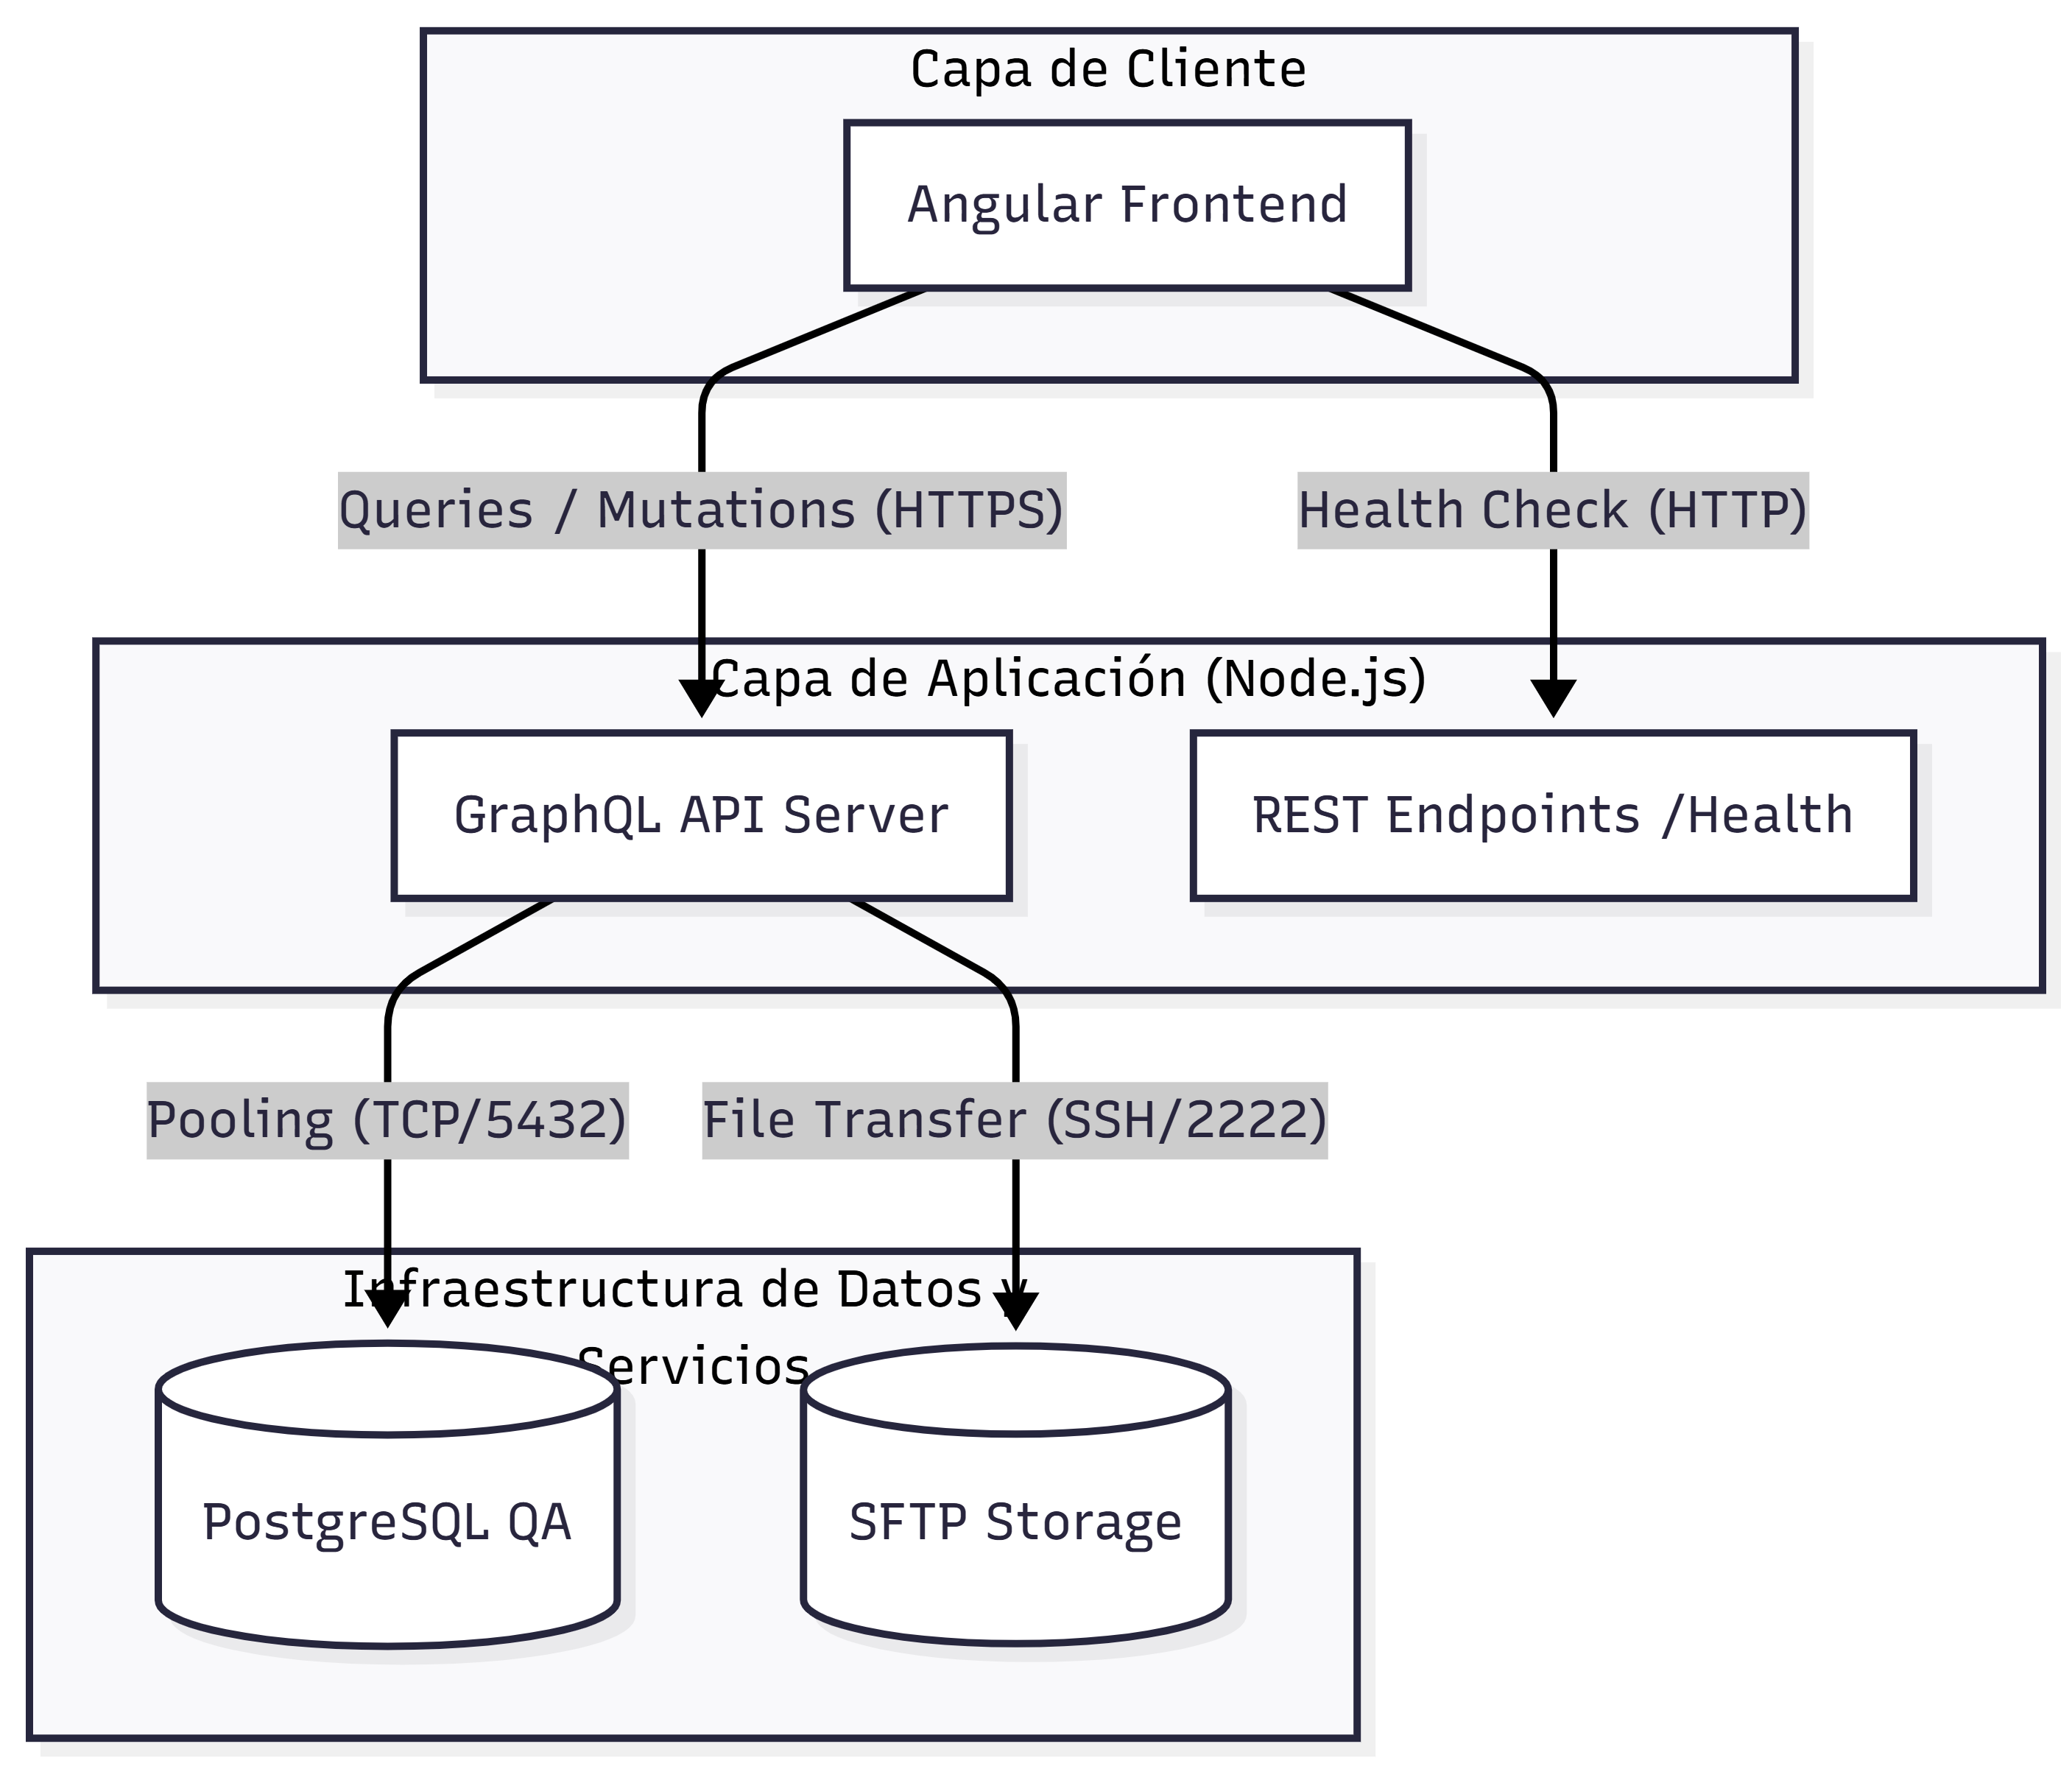 Capa de Cliente
Angular Frontend
Queries / Mutations (HTTPS)
Health Check (HTTP)
Capa de Aplicación (Node.js)
GraphQL API Server
REST Endpoints /Health
Pooling (TCP/5432)
File Transfer (SSH/2222)
Infraestructura de Datos y
Servicios
PostgreSQL QA
SFTP Storage